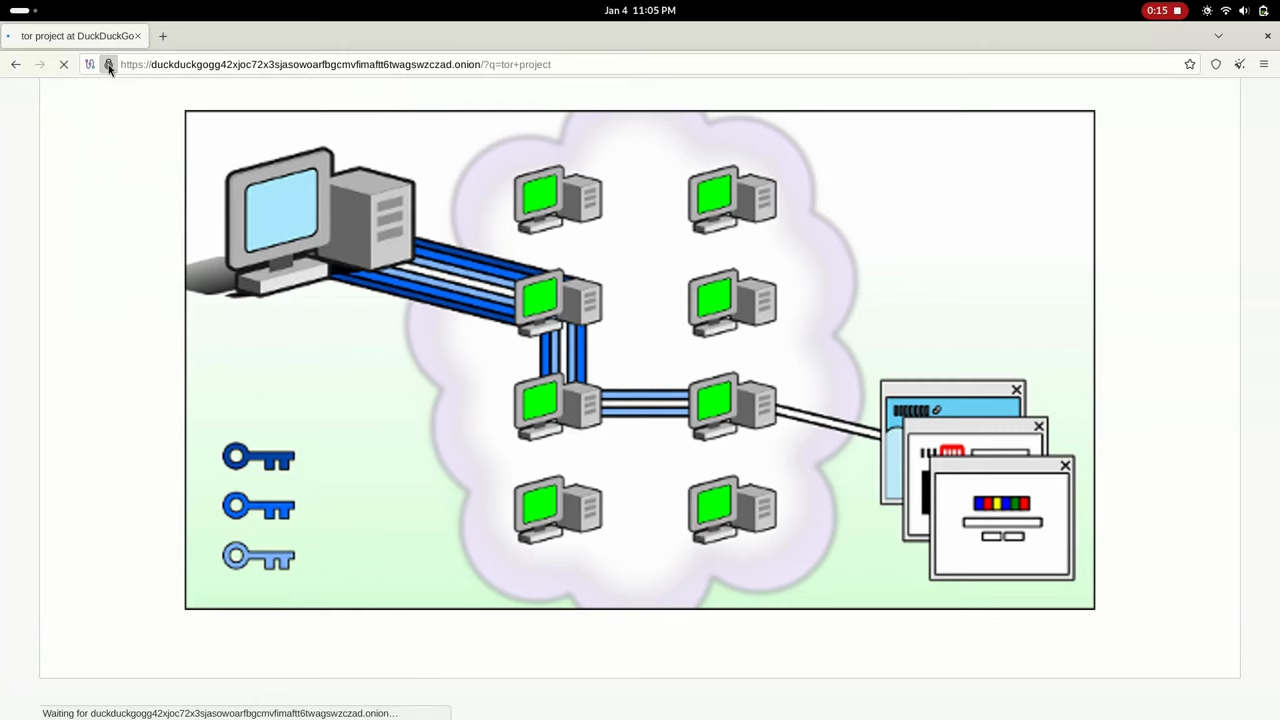 Jan 4 11:05 PM
0:15
tor project at DuckDuckGo
https://duckduckgogg42xjoc72x3sjasowoarfbgcmvfimaftt6twagswzczad.onion/?q=tor+project
Waiting for duckduckgogg42xjoc72x3sjasowoarfbgcmvfimaftt6twagswzczad.onion…